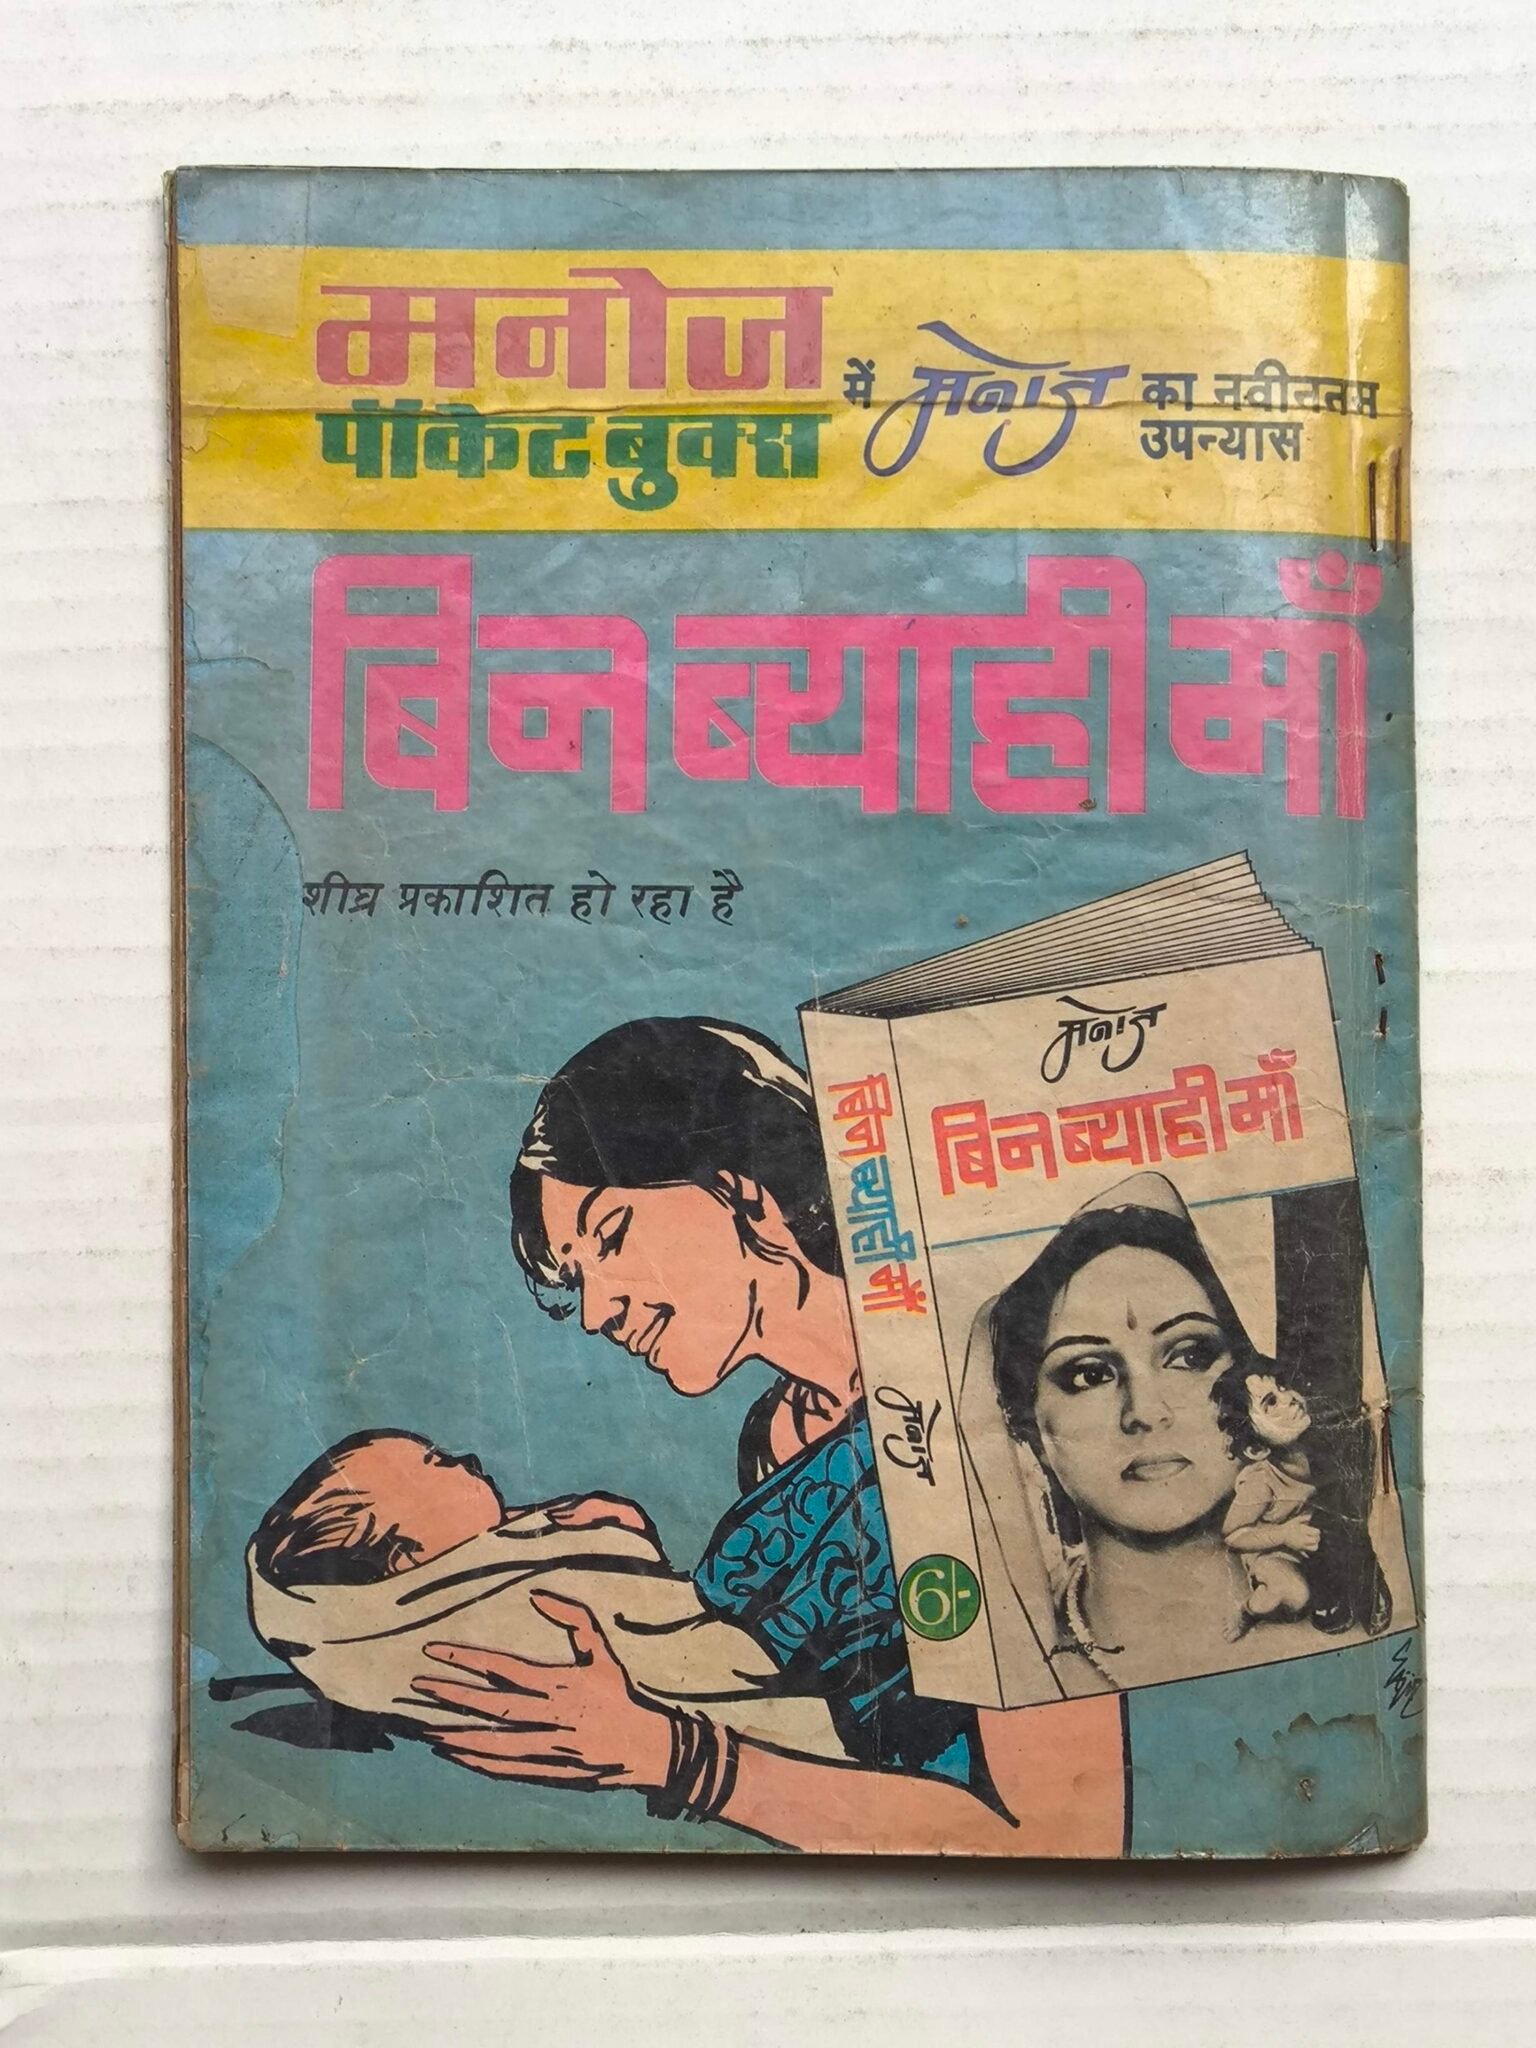 मनोज
पॉकेट बुक्स
में मनोज का नवीनतम
उपन्यास
बिन ब्याही माँ
शीघ्र प्रकाशित हो रहा है
मनोज
बिन ब्याही माँ
बिन ब्याही माँ
मनोज
6/-